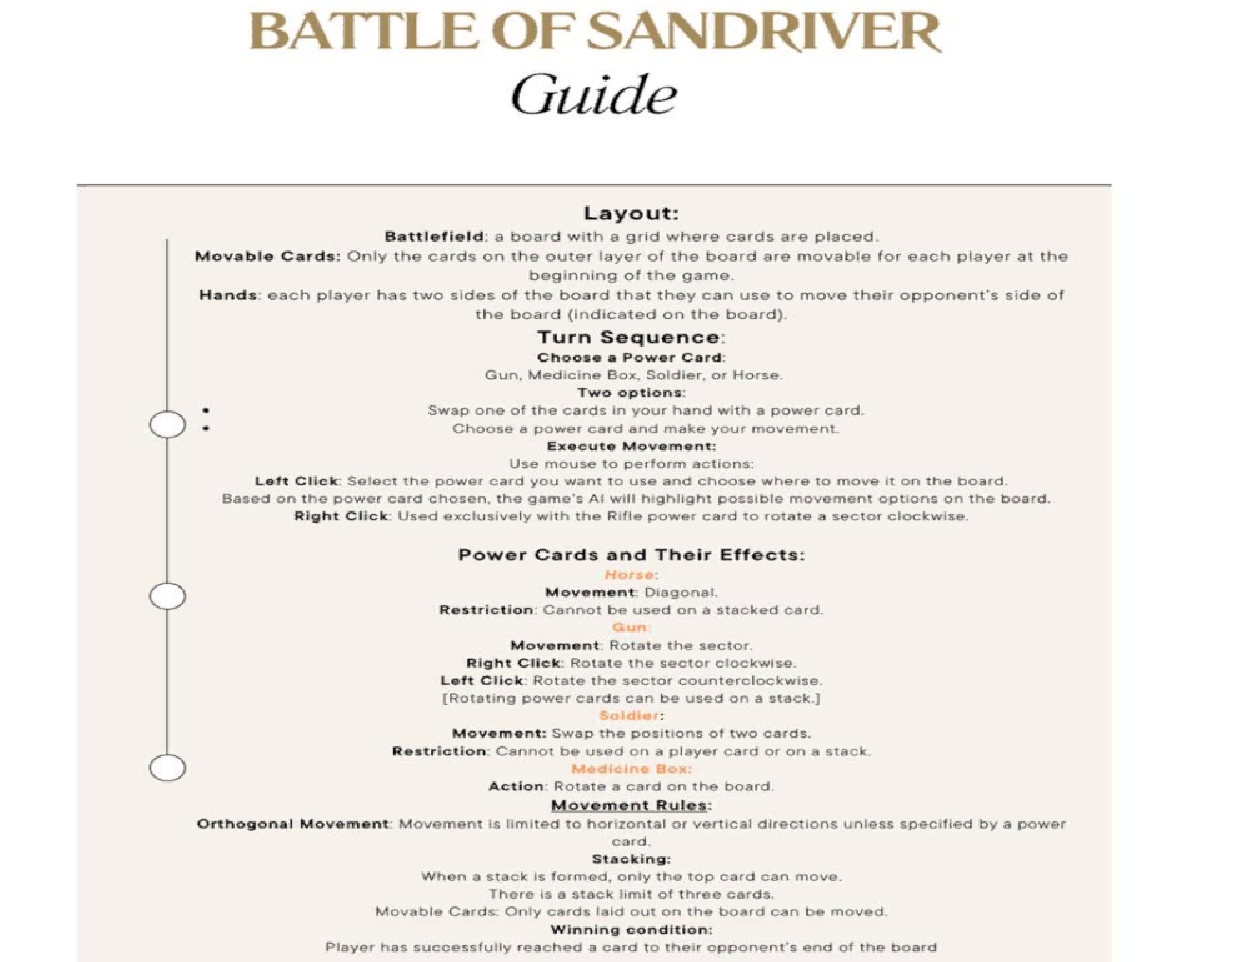 BATTLE OF SANDRIVER
Guide
Layout:
Battlefield: a board with a grid where cards are placed.
Movable Cards: Only the cards on the outer layer of the board are movable for each player at the
beginning of the game.
Hands: each player has two sides of the board that they can use to move their opponent's side of
the board (indicated on the board).
Turn Sequence:
Choose a Power Card:
Gun, Medicine Box, Soldier, or Horse.
Two options:
• Swap one of the cards in your hand with a power card.
• Choose a power card and make your movement.
Execute Movement:
Use mouse to perform actions:
Left Click: Select the power card you want to use and choose where to move it on the board.
Based on the power card chosen, the game's AI will highlight possible movement options on the board.
Right Click: Used exclusively with the Rifle power card to rotate a sector clockwise.
Power Cards and Their Effects:
Horse:
Movement: Diagonal.
Restriction: Cannot be used on a stacked card.
Gun:
Movement: Rotate the sector.
Right Click: Rotate the sector clockwise.
Left Click: Rotate the sector counterclockwise.
[Rotating power cards can be used on a stack.]
Soldier:
Movement: Swap the positions of two cards.
Restriction: Cannot be used on a player card or on a stack.
Medicine Box:
Action: Rotate a card on the board.
Movement Rules:
Orthogonal Movement: Movement is limited to horizontal or vertical directions unless specified by a power
card.
Stacking:
When a stack is formed, only the top card can move.
There is a stack limit of three cards.
Movable Cards: Only cards laid out on the board can be moved.
Winning condition:
Player has successfully reached a card to their opponent's end of the board